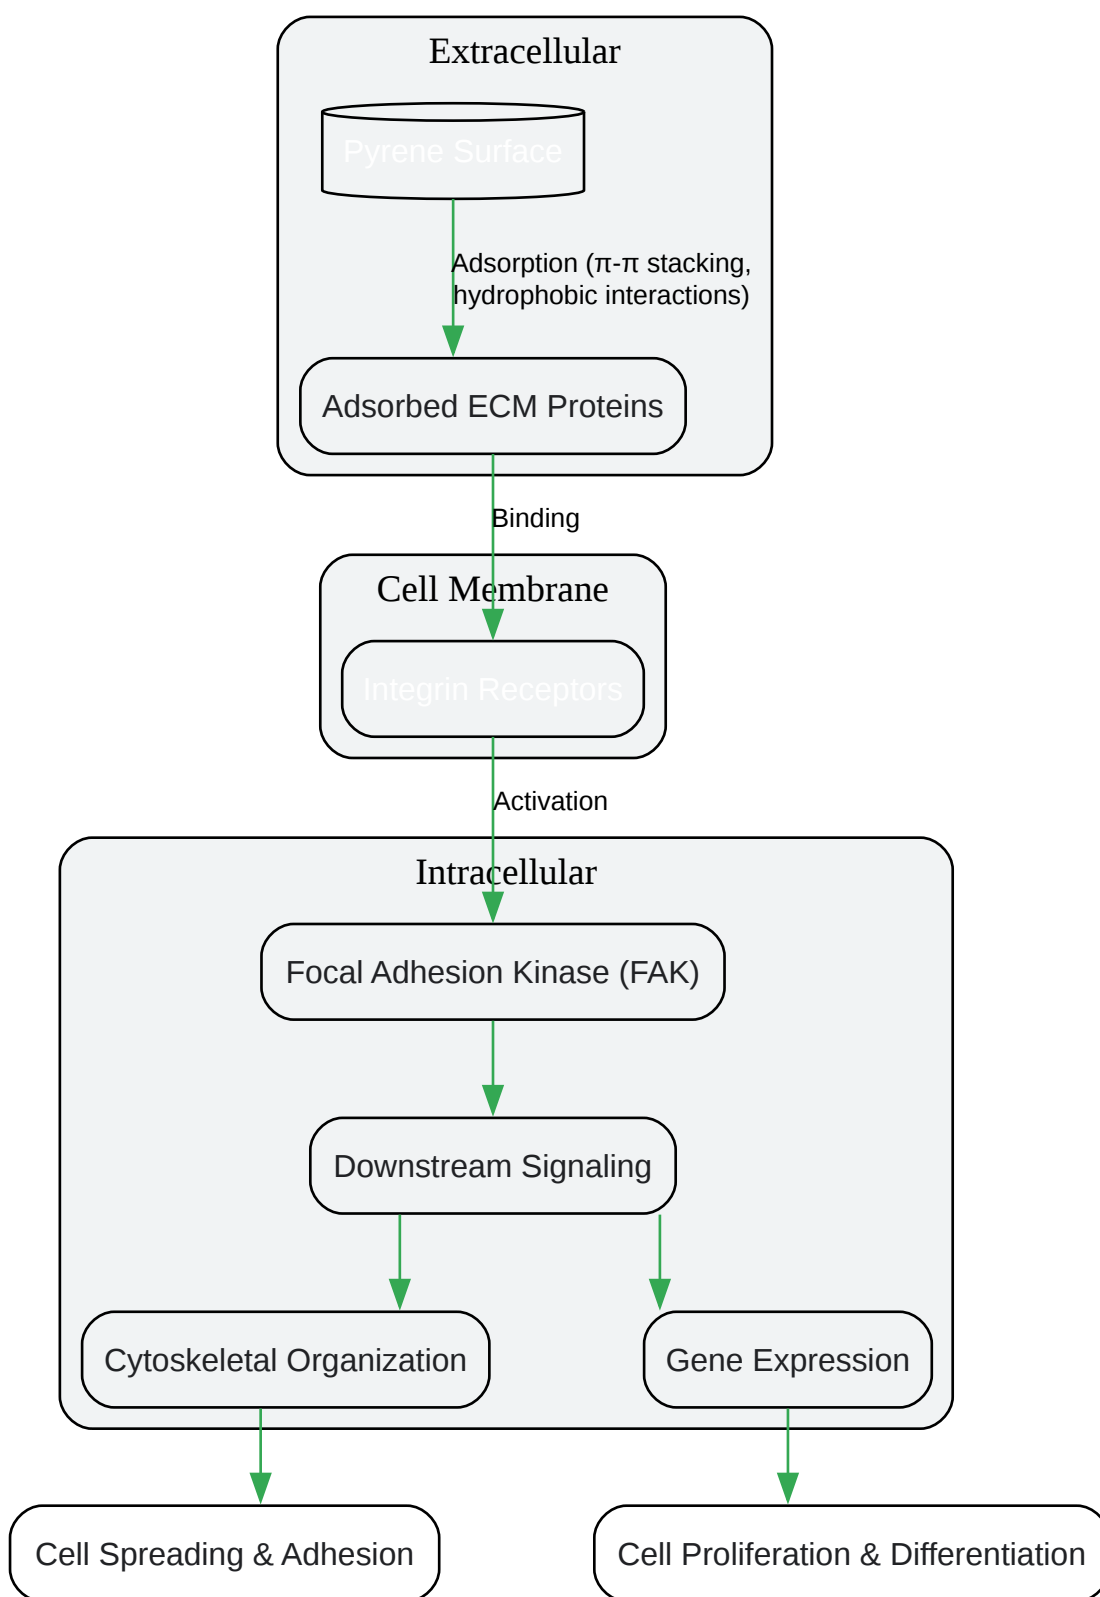 Extracellular
Pyrene Surface
Adsorption (π-π stacking,
hydrophobic interactions)
Adsorbed ECM Proteins
Binding
Cell Membrane
Integrin Receptors
Activation
Intracellular
Focal Adhesion Kinase (FAK)
Downstream Signaling
Cytoskeletal Organization
Gene Expression
Cell Spreading & Adhesion
Cell Proliferation & Differentiation